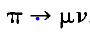 π → μν.